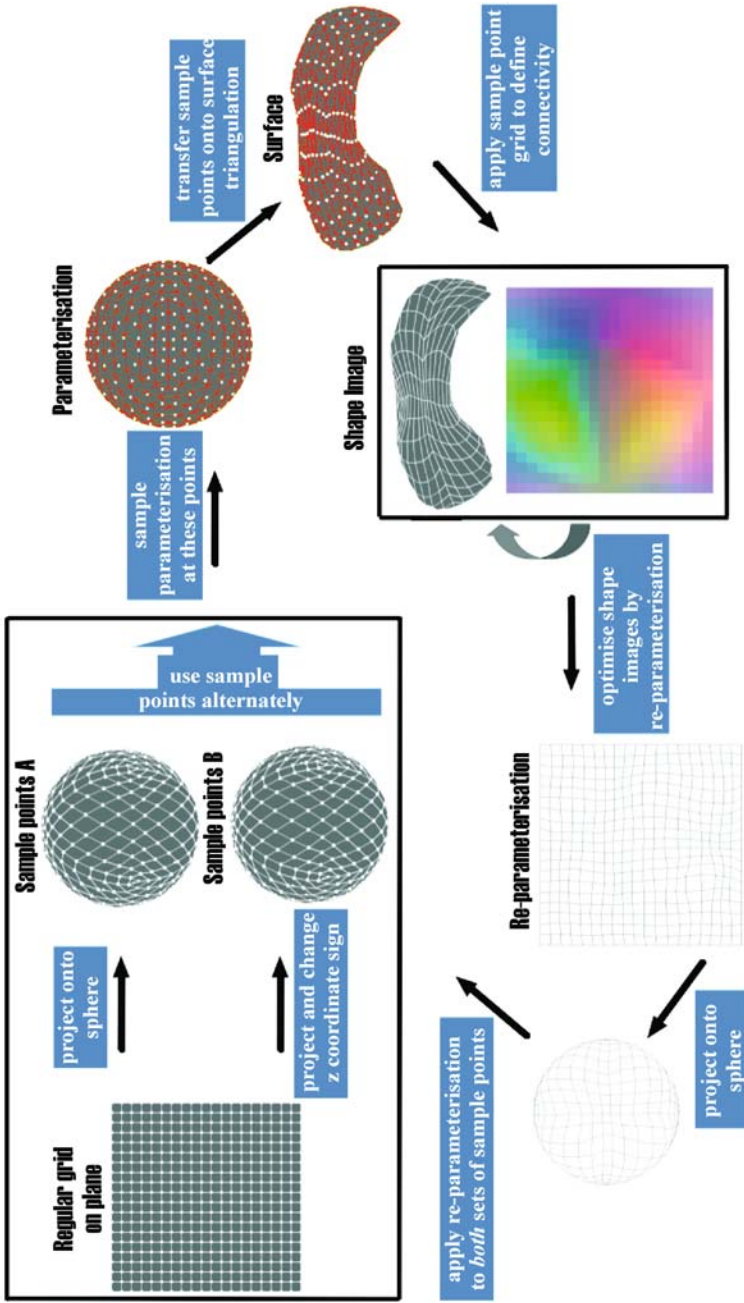 Regular grid
on plane
project onto
sphere
project and change
z coordinate sign
Sample points A
Sample points B
use sample
points alternately
sample
parameterisation
at these points
Parameterisation
transfer sample
points onto surface
triangulation
Surface
apply sample point
grid to define
connectivity
Shape Image
optimise shape
images by
re-parameterisation
Re-parameterisation
project onto
sphere
apply re-parameterisation
to both sets of sample points